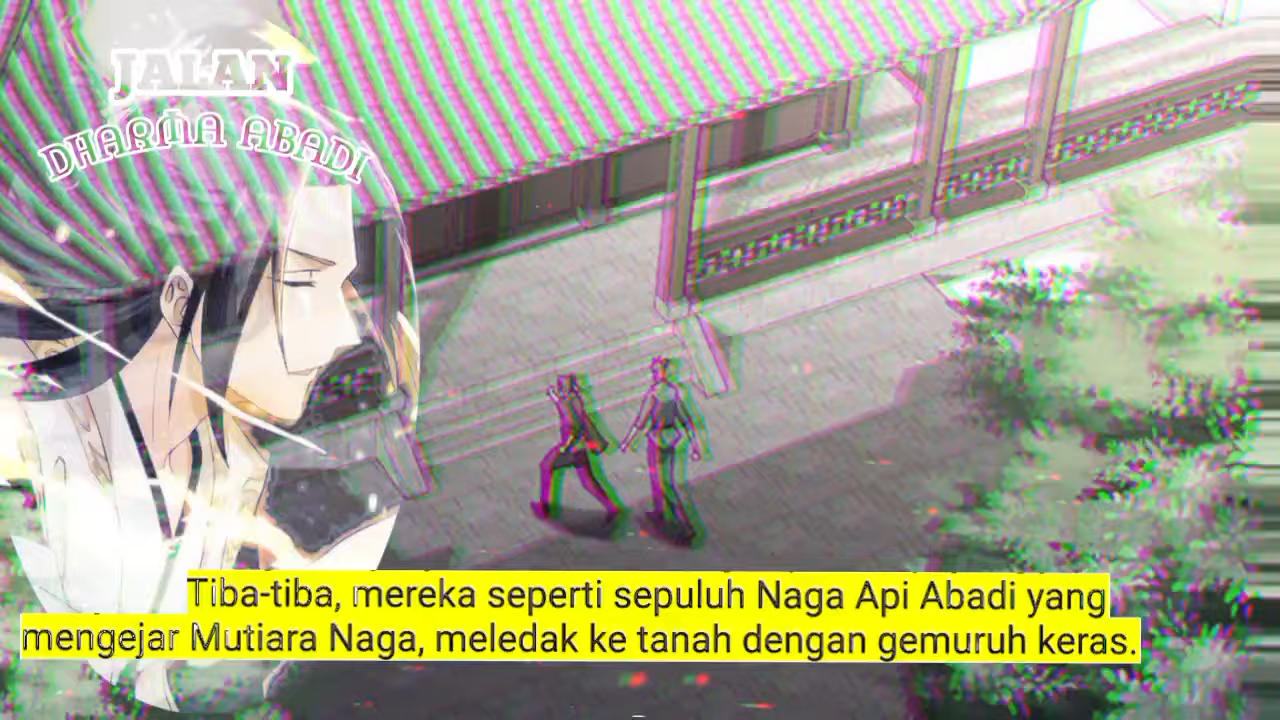 JALAN
DHARMA ABADI
Tiba-tiba, mereka seperti sepuluh Naga Api Abadi yang
mengejar Mutiara Naga, meledak ke tanah dengan gemuruh keras.